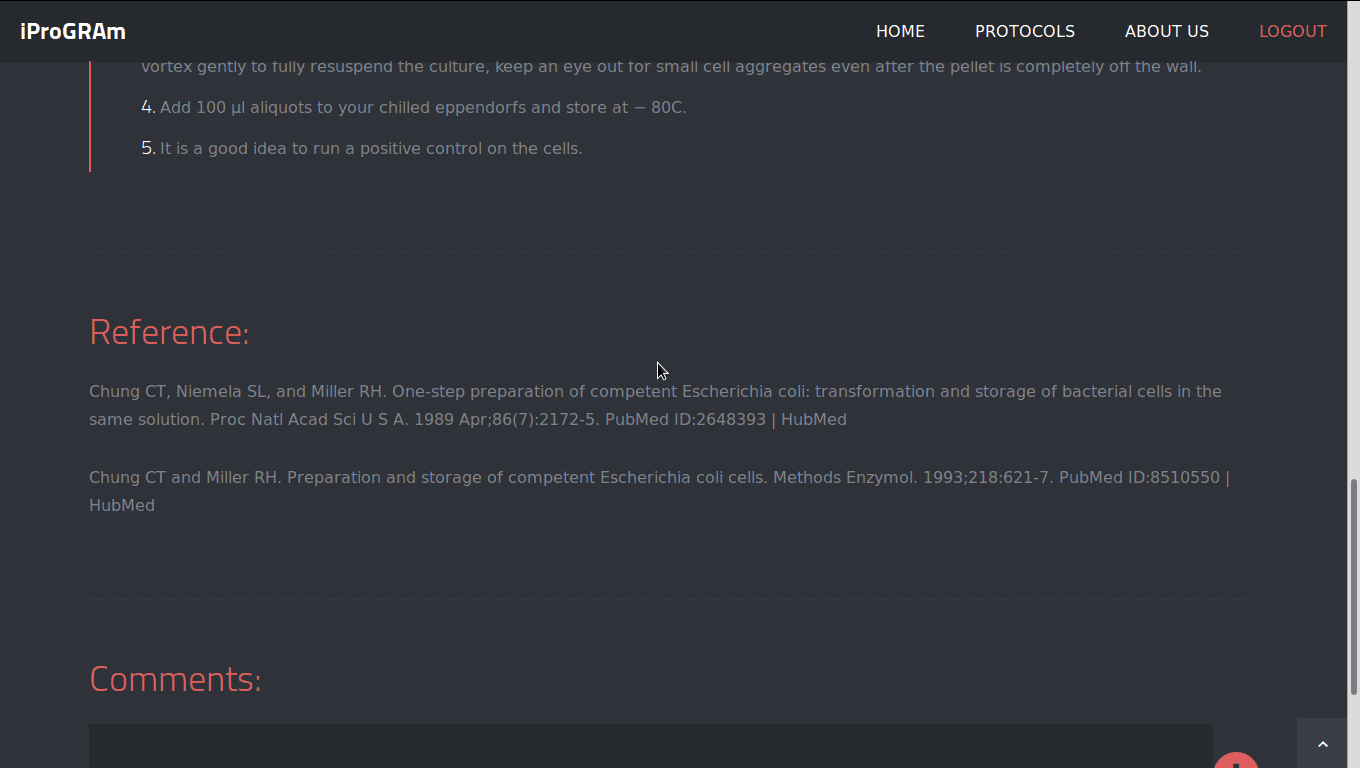 iProGRAm HOME PROTOCOLS ABOUT US LOGOUT
vortex gently to fully resuspend the culture, keep an eye out for small cell aggregates even after the pellet is completely off the wall.
4. Add 100 μl aliquots to your chilled eppendorfs and store at − 80C.
5. It is a good idea to run a positive control on the cells.
Reference:
Chung CT, Niemela SL, and Miller RH. One-step preparation of competent Escherichia coli: transformation and storage of bacterial cells in the
same solution. Proc Natl Acad Sci U S A. 1989 Apr;86(7):2172-5. PubMed ID:2648393 | HubMed
Chung CT and Miller RH. Preparation and storage of competent Escherichia coli cells. Methods Enzymol. 1993;218:621-7. PubMed ID:8510550 |
HubMed
Comments: